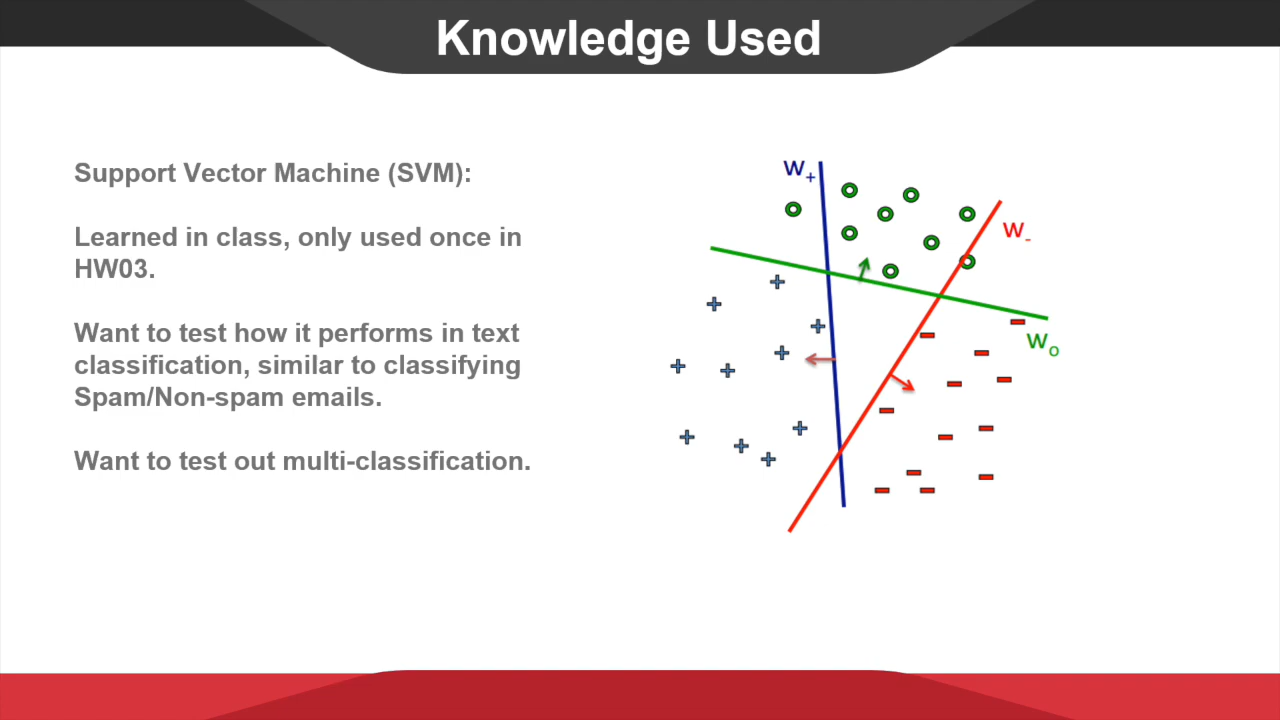 Knowledge Used
Support Vector Machine (SVM):
Learned in class, only used once in
HW03.
Want to test how it performs in text
classification, similar to classifying
Spam/Non-spam emails.
Want to test out multi-classification.
w+
w-
wo